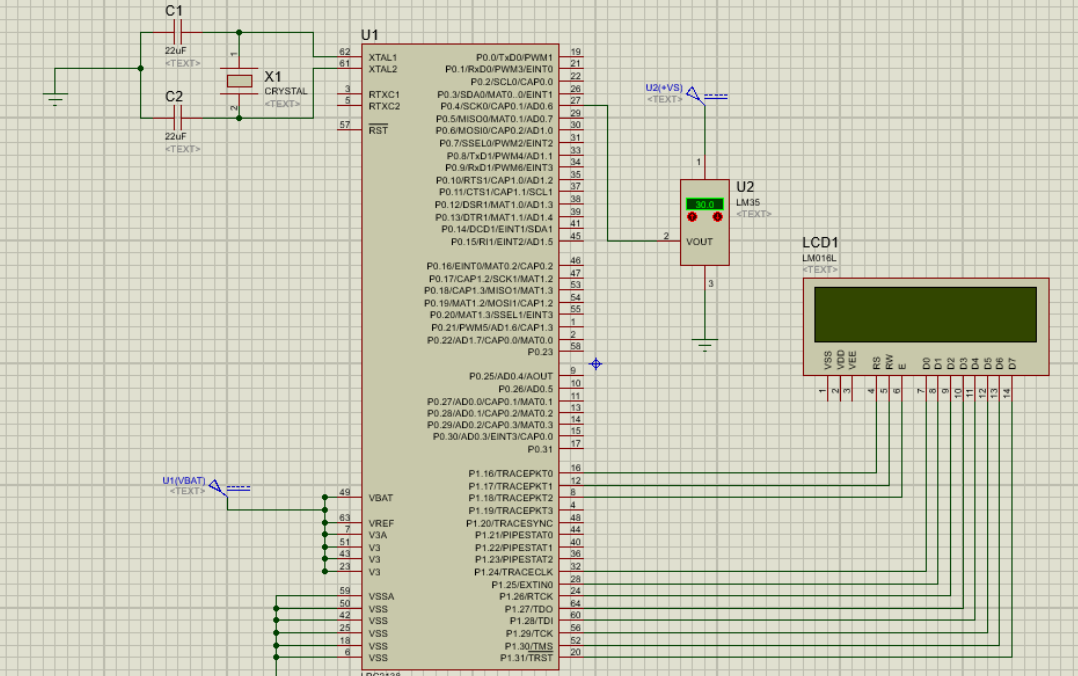 C1
22uF
<TEXT>
1
X1
CRYSTAL
<TEXT>
2
C2
22uF
<TEXT>
U1
62 XTAL1
61 XTAL2
3 RTXC1
5 RTXC2
57 RST
49 VBAT
63 VREF
7 V3A
51 V3
43 V3
23 V3
59 VSSA
50 VSS
42 VSS
25 VSS
18 VSS
6 VSS
P0.0/TxD0/PWM1 19
P0.1/RxD0/PWM3/EINT0 21
P0.2/SCL0/CAP0.0 22
P0.3/SDA0/MAT0.0/EINT1 26
P0.4/SCK0/CAP0.1/AD0.6 27
P0.5/MISO0/MAT0.1/AD0.7 29
P0.6/MOSI0/CAP0.2/AD1.0 30
P0.7/SSEL0/PWM2/EINT2 31
P0.8/TxD1/PWM4/AD1.1 33
P0.9/RxD1/PWM6/EINT3 34
P0.10/RTS1/CAP1.0/AD1.2 35
P0.11/CTS1/CAP1.1/SCL1 37
P0.12/DSR1/MAT1.0/AD1.3 38
P0.13/DTR1/MAT1.1/AD1.4 39
P0.14/DCD1/EINT1/SDA1 41
P0.15/RI1/EINT2/AD1.5 45
P0.16/EINT0/MAT0.2/CAP0.2 46
P0.17/CAP1.2/SCK1/MAT1.2 47
P0.18/CAP1.3/MISO1/MAT1.3 53
P0.19/MAT1.2/MOSI1/CAP1.2 54
P0.20/MAT1.3/SSEL1/EINT3 55
P0.21/PWM5/AD1.6/CAP1.3 1
P0.22/AD1.7/CAP0.0/MAT0.0 2
P0.23 58
P0.25/AD0.4/AOUT 9
P0.26/AD0.5 10
P0.27/AD0.0/CAP0.1/MAT0.1 11
P0.28/AD0.1/CAP0.2/MAT0.2 13
P0.29/AD0.2/CAP0.3/MAT0.3 14
P0.30/AD0.3/EINT3/CAP0.0 15
P0.31 17
P1.16/TRACEPKT0 16
P1.17/TRACEPKT1 12
P1.18/TRACEPKT2 8
P1.19/TRACEPKT3 4
P1.20/TRACESYNC 48
P1.21/PIPESTAT0 44
P1.22/PIPESTAT1 40
P1.23/PIPESTAT2 36
P1.24/TRACECLK 32
P1.25/EXTIN0 28
P1.26/RTCK 24
P1.27/TDO 64
P1.28/TDI 60
P1.29/TCK 56
P1.30/TMS 52
P1.31/TRST 20
U1(VBAT)
<TEXT>
U2(+VS)
<TEXT>
1
U2
LM35
<TEXT>
30.0
2 VOUT
3
LCD1
LM016L
<TEXT>
VSS VDD VEE RS RW E D0 D1 D2 D3 D4 D5 D6 D7
1 2 3 4 5 6 7 8 9 10 11 12 13 14